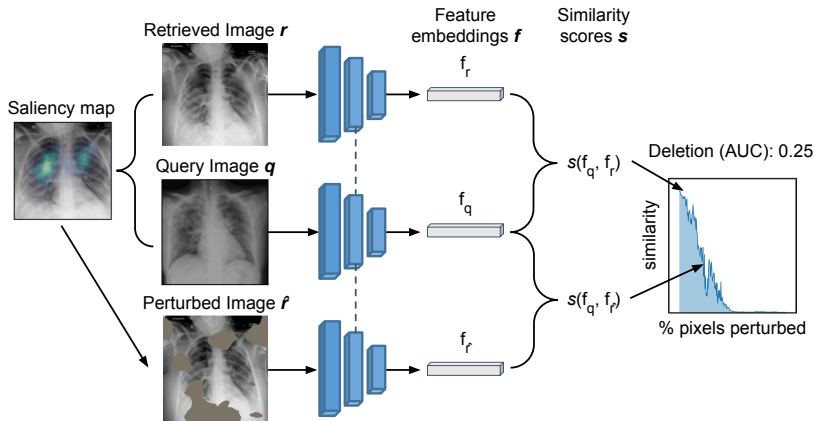 Retrieved Image r
Feature
embeddings f
Similarity
scores s
f_r
Saliency map
Query Image q
f_q
s(f_q, f_r)
Deletion (AUC): 0.25
similarity
% pixels perturbed
Perturbed Image r̂
f_r̂
s(f_q, f_r̂)